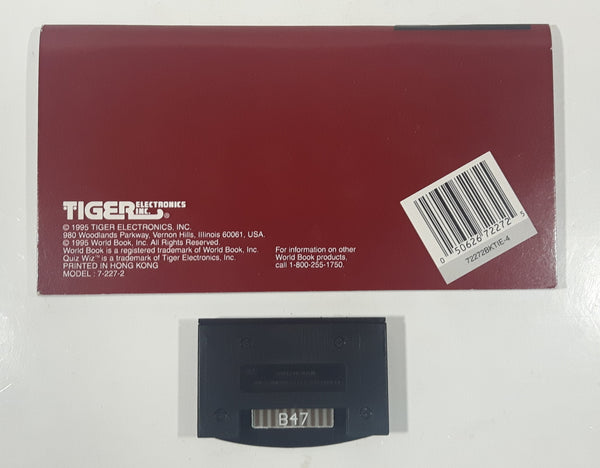 TIGER ELECTRONICS INC. ®
© 1995 TIGER ELECTRONICS, INC.
980 Woodlands Parkway, Vernon Hills, Illinois 60061, USA.
© 1995 World Book, Inc. All Rights Reserved.
World Book is a registered trademark of World Book, Inc.
Quiz Wiz™ is a trademark of Tiger Electronics, Inc.
PRINTED IN HONG KONG
MODEL : 7-227-2
For information on other
World Book products,
call 1-800-255-1750.
0 50626 72272 5
72272BKTIE-4
B47